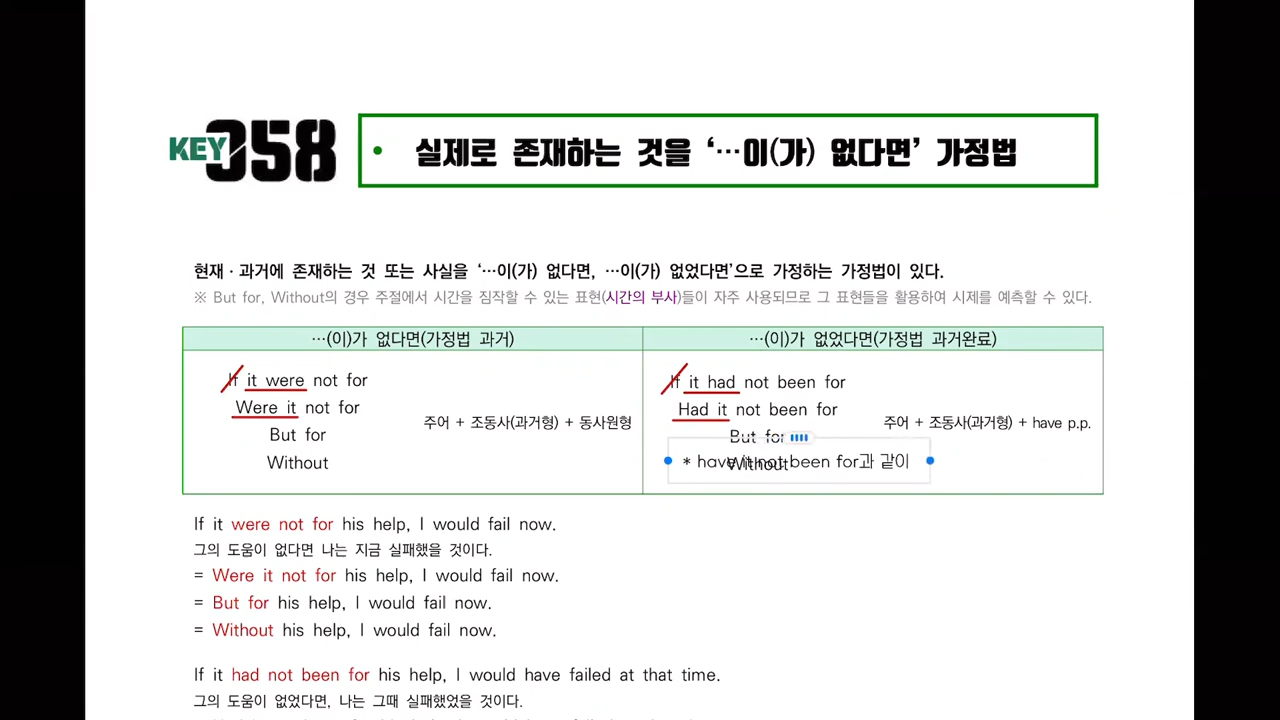 KEY 058
• 실제로 존재하는 것을 ‘…이(가) 없다면’ 가정법
현재 · 과거에 존재하는 것 또는 사실을 ‘…이(가) 없다면, …이(가) 없었다면’으로 가정하는 가정법이 있다.
※ But for, Without의 경우 주절에서 시간을 짐작할 수 있는 표현(시간의 부사)들이 자주 사용되므로 그 표현들을 활용하여 시제를 예측할 수 있다.
…(이)가 없다면(가정법 과거)
If it were not for
Were it not for
But for
Without
주어 + 조동사(과거형) + 동사원형
…(이)가 없었다면(가정법 과거완료)
If it had not been for
Had it not been for
But for
Without
* have it not been for과 같이
주어 + 조동사(과거형) + have p.p.
If it were not for his help, I would fail now.
그의 도움이 없다면 나는 지금 실패했을 것이다.
= Were it not for his help, I would fail now.
= But for his help, I would fail now.
= Without his help, I would fail now.
If it had not been for his help, I would have failed at that time.
그의 도움이 없었다면, 나는 그때 실패했었을 것이다.